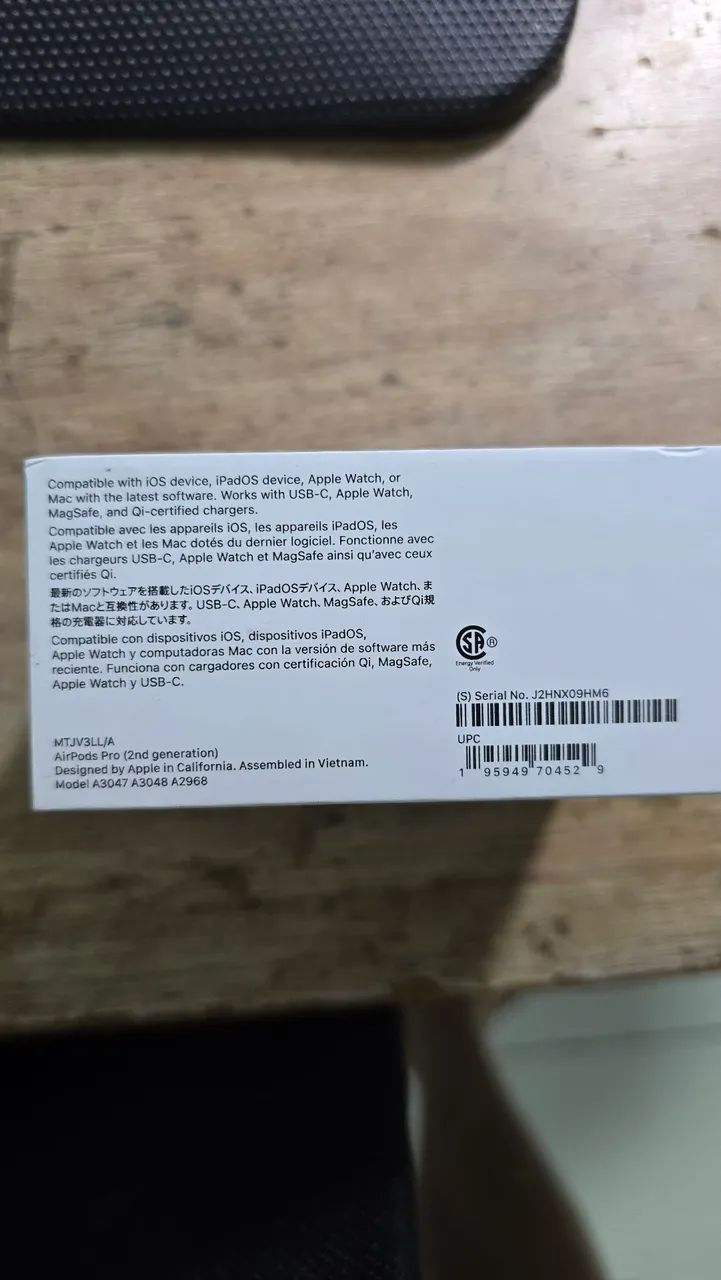 Compatible with iOS device, iPadOS device, Apple Watch, or
Mac with the latest software. Works with USB-C, Apple Watch,
MagSafe, and Qi-certified chargers.
Compatible avec les appareils iOS, les appareils iPadOS, les
Apple Watch et les Mac dotés du dernier logiciel. Fonctionne avec
les chargeurs USB-C, Apple Watch et MagSafe ainsi qu'avec ceux
certifiés Qi.
最新のソフトウェアを搭載したiOSデバイス、iPadOSデバイス、Apple Watch、ま
たはMacと互換性があります。USB-C、Apple Watch、MagSafe、およびQi規
格の充電器に対応しています。
Compatible con dispositivos iOS, dispositivos iPadOS,
Apple Watch y computadoras Mac con la versión de software más
reciente. Funciona con cargadores con certificación Qi, MagSafe,
Apple Watch y USB-C.
MTJV3LL/A
AirPods Pro (2nd generation)
Designed by Apple in California. Assembled in Vietnam.
Model A3047 A3048 A2968
SA ®
Energy Verified
Only
(S) Serial No. J2HNX09HM6
UPC
1 95949 70452 9